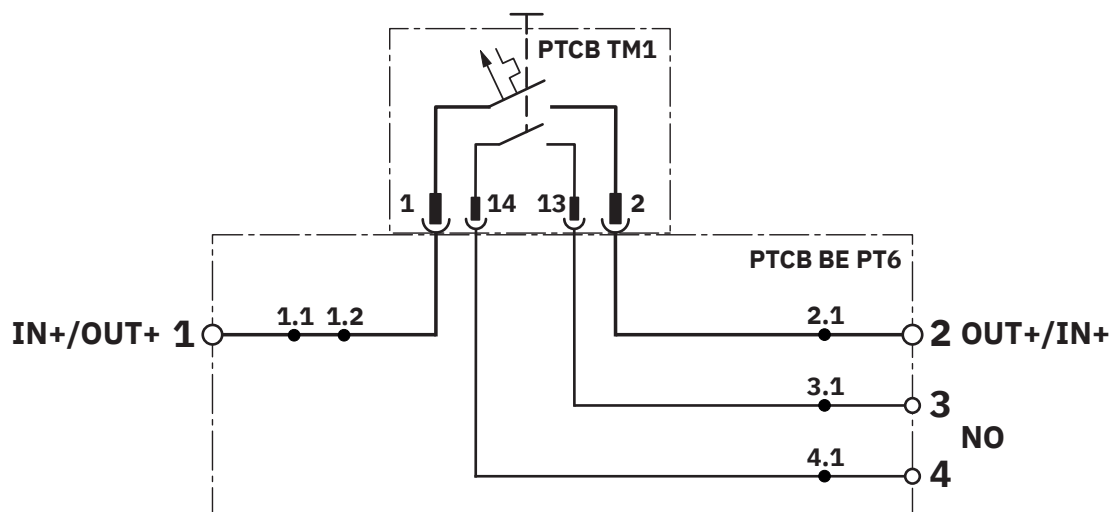 PTCB TM1
1 14 13 2
PTCB BE PT6
1.1 1.2 2.1
IN+/OUT+ 1 2 OUT+/IN+
3.1
3
NO
4.1
4